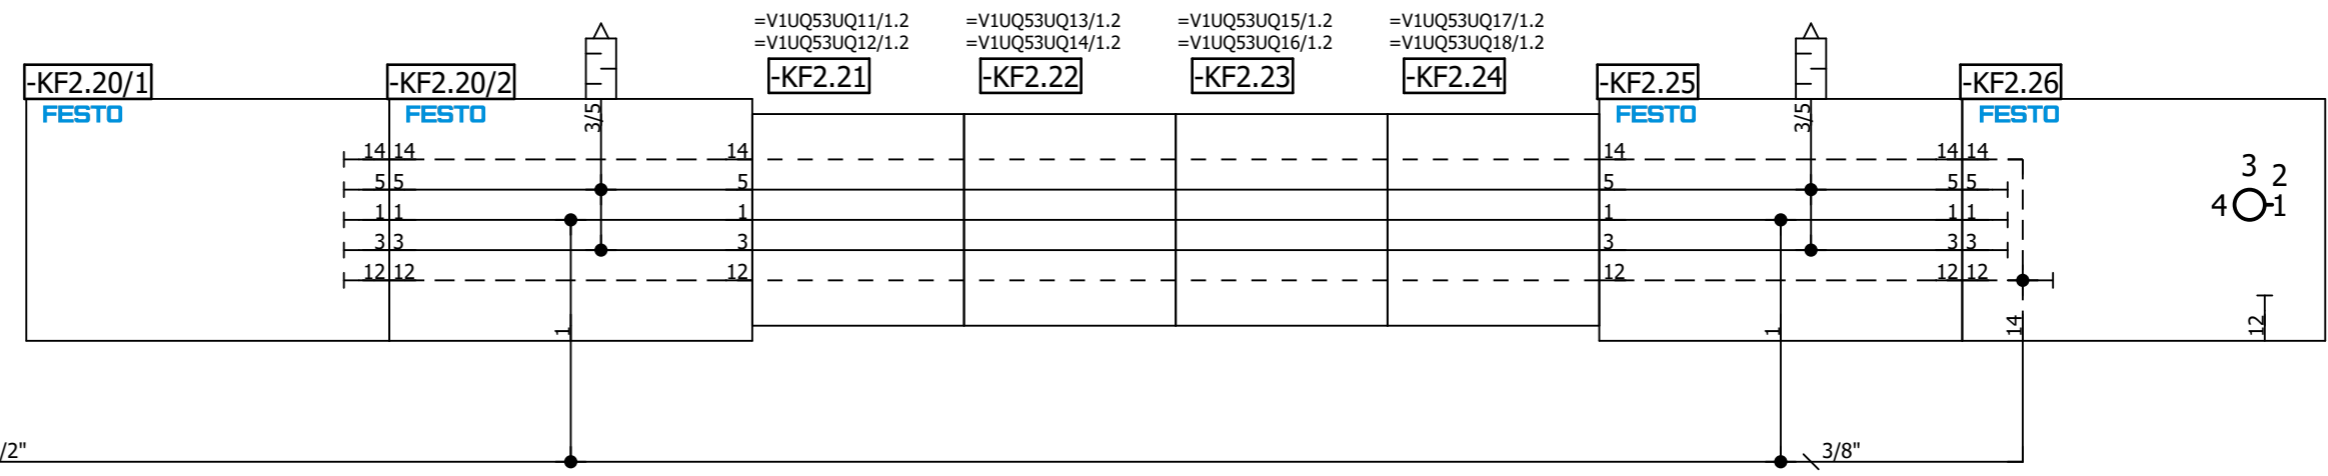 =V1UQ53UQ11/1.2 =V1UQ53UQ13/1.2 =V1UQ53UQ15/1.2 =V1UQ53UQ17/1.2
=V1UQ53UQ12/1.2 =V1UQ53UQ14/1.2 =V1UQ53UQ16/1.2 =V1UQ53UQ18/1.2
-KF2.20/1 -KF2.20/2 -KF2.21 -KF2.22 -KF2.23 -KF2.24 -KF2.25 -KF2.26
FESTO FESTO FESTO FESTO
3/5 3/5
14 14 14 14 14 14
5 5 5 5 5 5
1 1 1 1 1 1
3 3 3 3 3 3
12 12 12 12 12 12
3
2
4 1
1 1 14 12
/2" 3/8"